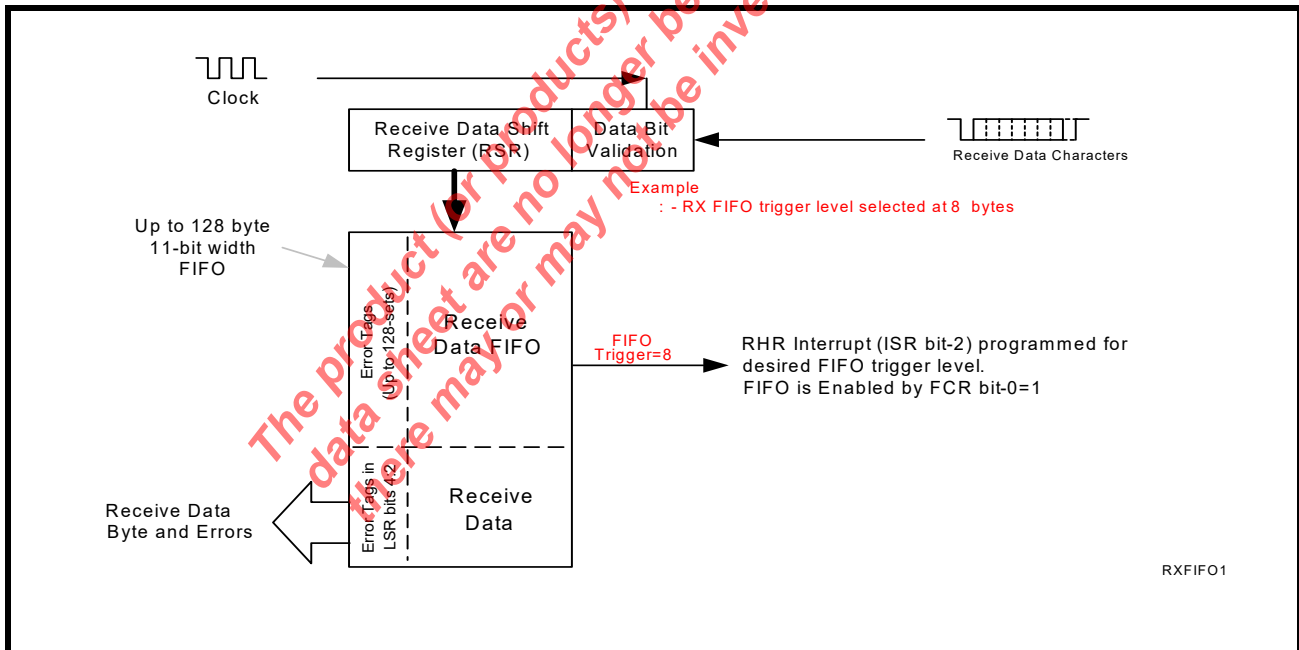 Clock
Receive Data Shift
Register (RSR)
Data Bit
Validation
Receive Data Characters
Example
: - RX FIFO trigger level selected at 8 bytes
Up to 128 byte
11-bit width
FIFO
Error Tags
(Up to 128-sets)
Receive
Data FIFO
FIFO
Trigger=8
RHR Interrupt (ISR bit-2) programmed for
desired FIFO trigger level.
FIFO is Enabled by FCR bit-0=1
Error Tags in
LSR bits 4:2
Receive
Data
Receive Data
Byte and Errors
RXFIFO1
The product (or products)
data sheet are no longer be
there may or may not be inve